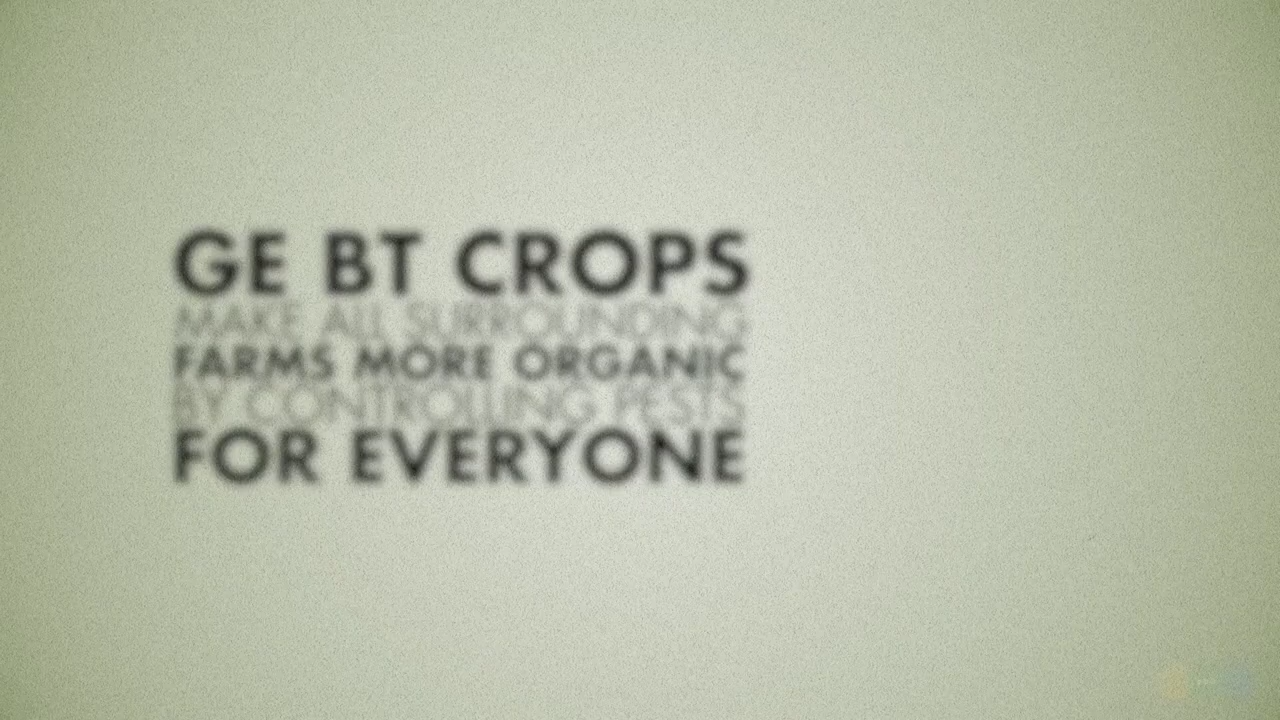 GE BT CROPS
MAKE ALL SURROUNDING
FARMS MORE ORGANIC
BY CONTROLLING PESTS
FOR EVERYONE